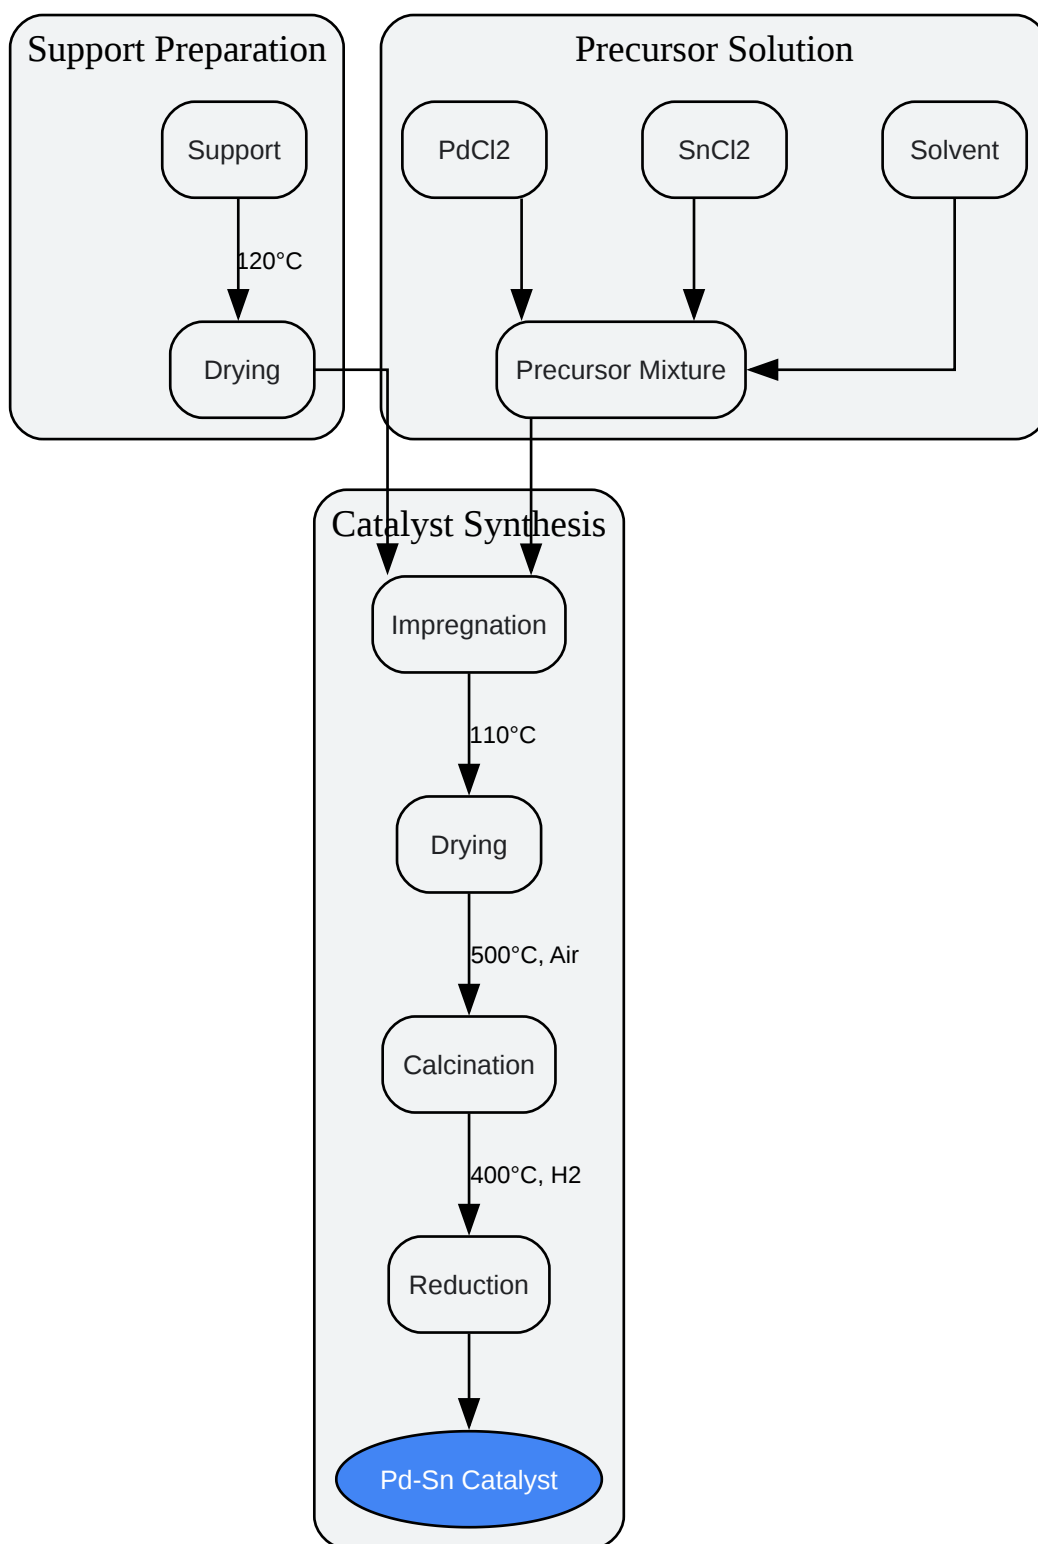 Support Preparation
Precursor Solution
Support
PdCl2
SnCl2
Solvent
120°C
Drying
Precursor Mixture
Catalyst Synthesis
Impregnation
110°C
Drying
500°C, Air
Calcination
400°C, H2
Reduction
Pd-Sn Catalyst